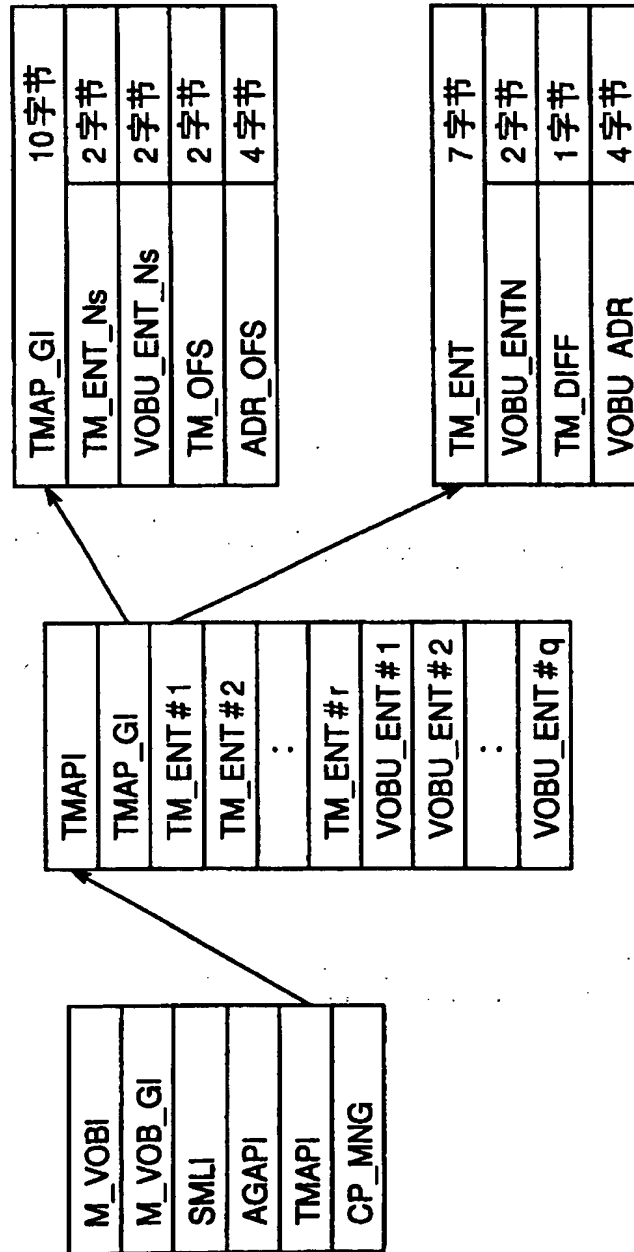 M_VOBI
M_VOB_GI
SMLI
AGAPI
TMAPI
CP_MNG
TMAPI
TMAP_GI
TM_ENT#1
TM_ENT#2
:
TM_ENT#r
VOBU_ENT#1
VOBU_ENT#2
:
VOBU_ENT#q
TMAP_GI 10字节
TM_ENT_Ns 2字节
VOBU_ENT_Ns 2字节
TM_OFS 2字节
ADR_OFS 4字节
TM_ENT 7字节
VOBU_ENTN 2字节
TM_DIFF 1字节
VOBU_ADR 4字节